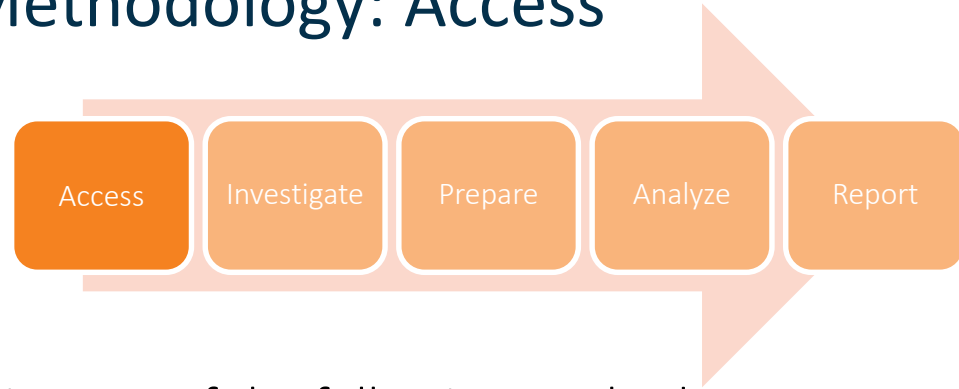 Methodology: Access
Access
Investigate
Prepare
Analyze
Report